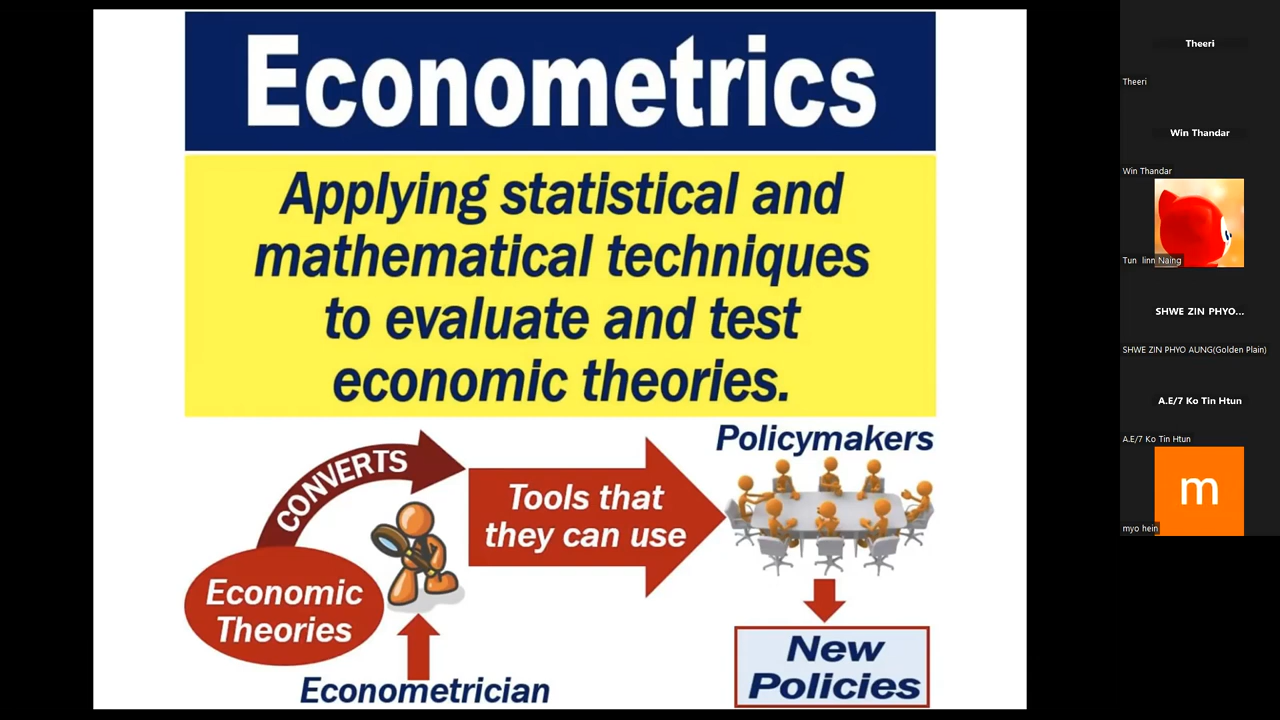 Econometrics
Applying statistical and
mathematical techniques
to evaluate and test
economic theories.
CONVERTS
Economic
Theories
Econometrician
Tools that
they can use
Policymakers
New
Policies
Theeri
Theeri
Win Thandar
Win Thandar
Tun linn Naing
SHWE ZIN PHYO...
SHWE ZIN PHYO AUNG(Golden Plain)
A.E/7 Ko Tin Htun
A.E/7 Ko Tin Htun
m
myo hein